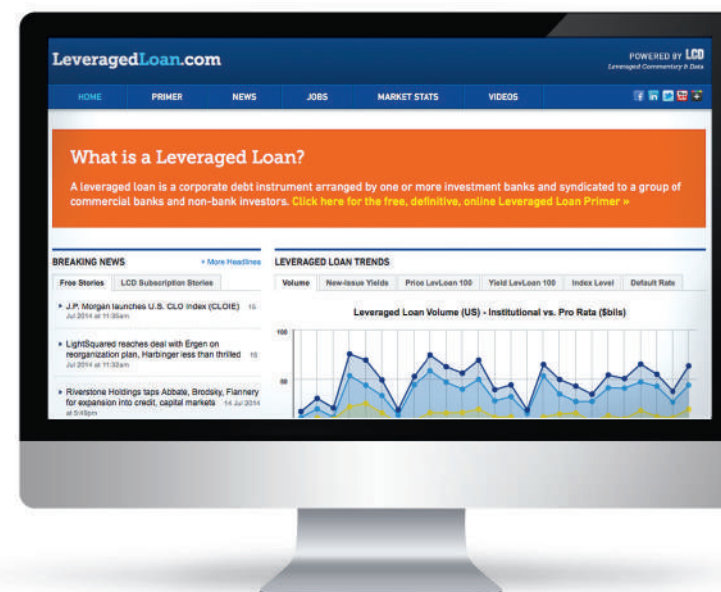 LeveragedLoan.com
POWERED BY LCD
Leveraged Commentary & Data
HOME PRIMER NEWS JOBS MARKET STATS VIDEOS
What is a Leveraged Loan?
A leveraged loan is a corporate debt instrument arranged by one or more investment banks and syndicated to a group of
commercial banks and non-bank investors. Click here for the free, definitive, online Leveraged Loan Primer »
BREAKING NEWS + More Headlines
Free Stories LCD Subscription Stories
J.P. Morgan launches U.S. CLO Index (CLOIE) 15
Jul 2014 at 11:35am
LightSquared reaches deal with Ergen on
reorganization plan, Harbinger less than thrilled 15
Jul 2014 at 11:33am
Riverstone Holdings taps Abbate, Brodsky, Flannery
for expansion into credit, capital markets 14 Jul 2014
at 5:45pm
LEVERAGED LOAN TRENDS
Volume New-Issue Yields Price LevLoan 100 Yield LevLoan 100 Index Level Default Rate
Leveraged Loan Volume (US) - Institutional vs. Pro Rata ($bils)
100
50